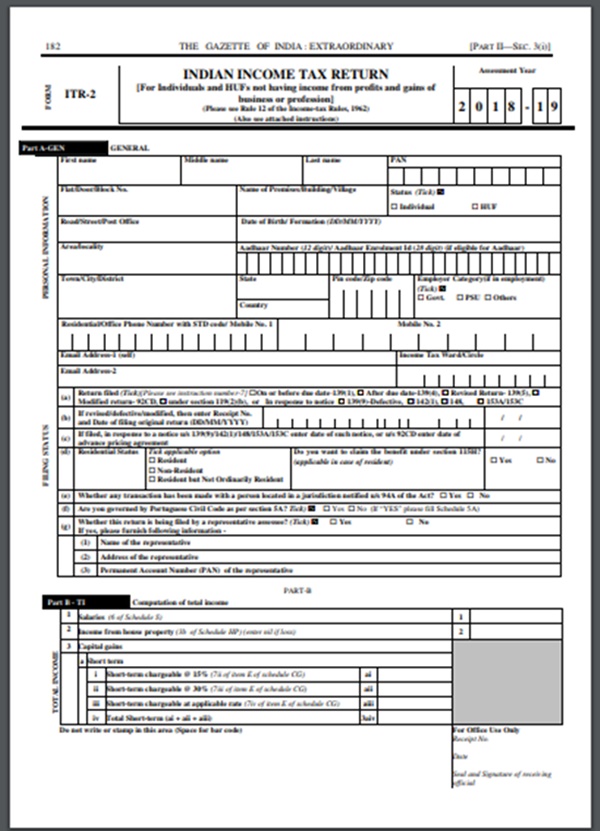 182 THE GAZETTE OF INDIA : EXTRAORDINARY [PART II—SEC. 3(i)]
FORM
ITR-2
INDIAN INCOME TAX RETURN
[For Individuals and HUFs not having income from profits and gains of
business or profession]
(Please see Rule 12 of the Income-tax Rules, 1962)
(Also see attached instructions)
Assessment Year
2 0 1 8 - 1 9
Part A-GEN GENERAL
PERSONAL INFORMATION
First name Middle name Last name PAN
Flat/Door/Block No. Name of Premises/Building/Village Status (Tick)
Individual HUF
Road/Street/Post Office Date of Birth/ Formation (DD/MM/YYYY)
Area/locality Aadhaar Number (12 digit)/ Aadhaar Enrolment Id (28 digit) (if eligible for Aadhaar)
Town/City/District State Pin code/Zip code Employer Category(if in employment)
(Tick)
Govt. PSU Others
Country
Residential/Office Phone Number with STD code/ Mobile No. 1 Mobile No. 2
Email Address-1 (self) Income Tax Ward/Circle
Email Address-2
FILING STATUS
(a) Return filed (Tick)[Please see instruction number-7] On or before due date-139(1), After due date-139(4), Revised Return- 139(5),
Modified return- 92CD, under section 119(2)(b), or In response to notice 139(9)-Defective, 142(1), 148, 153A/153C
(b) If revised/defective/modified, then enter Receipt No.
and Date of filing original return (DD/MM/YYYY) / /
(c) If filed, in response to a notice u/s 139(9)/142(1)/148/153A/153C enter date of such notice, or u/s 92CD enter date of
advance pricing agreement / /
(d) Residential Status Tick applicable option
Resident
Non-Resident
Resident but Not Ordinarily Resident
Do you want to claim the benefit under section 115H?
(applicable in case of resident)
Yes No
(e) Whether any transaction has been made with a person located in a jurisdiction notified u/s 94A of the Act? Yes No
(f) Are you governed by Portuguese Civil Code as per section 5A? Tick) Yes No (If "YES" please fill Schedule 5A)
(g) Whether this return is being filed by a representative assessee? (Tick) Yes No
If yes, please furnish following information -
(1) Name of the representative
(2) Address of the representative
(3) Permanent Account Number (PAN) of the representative
PART-B
Part B - TI Computation of total income
TOTAL INCOME
1 Salaries (6 of Schedule S) 1
2 Income from house property (3b of Schedule HP) (enter nil if loss) 2
3 Capital gains
a Short term
i Short-term chargeable @ 15% (7ii of item E of schedule CG) ai
ii Short-term chargeable @ 30% (7iii of item E of schedule CG) aii
iii Short-term chargeable at applicable rate (7iv of item E of schedule CG) aiii
iv Total Short-term (ai + aii + aiii) 3aiv
Do not write or stamp in this area (Space for bar code) For Office Use Only
Receipt No
Date
Seal and Signature of receiving
official